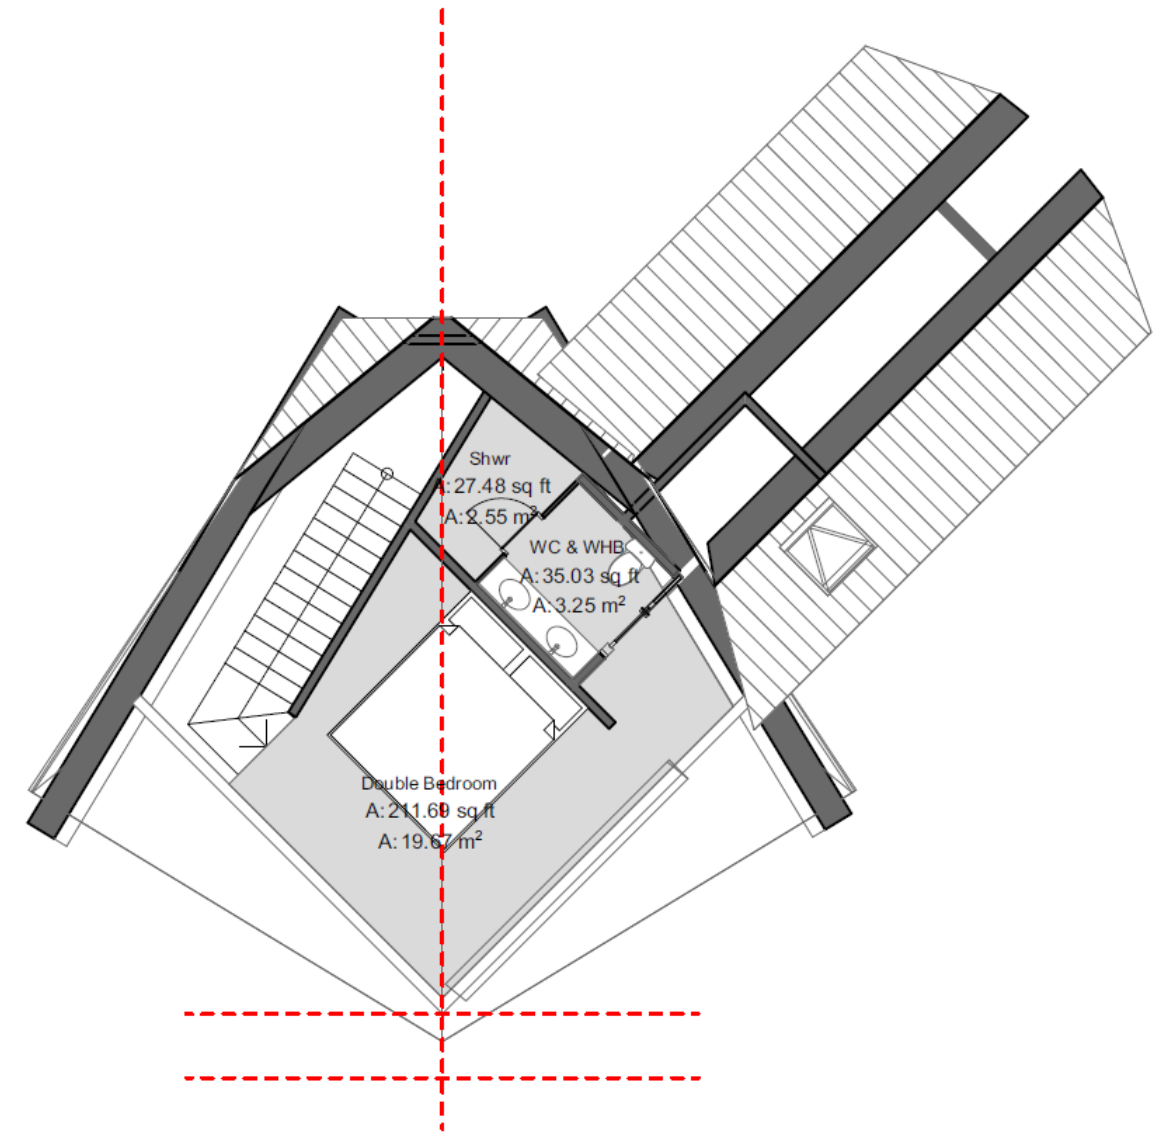 Shwr
A: 27.48 sq ft
A: 2.55 m²
WC & WHB
A: 35.03 sq ft
A: 3.25 m²
Double Bedroom
A: 211.69 sq ft
A: 19.67 m²